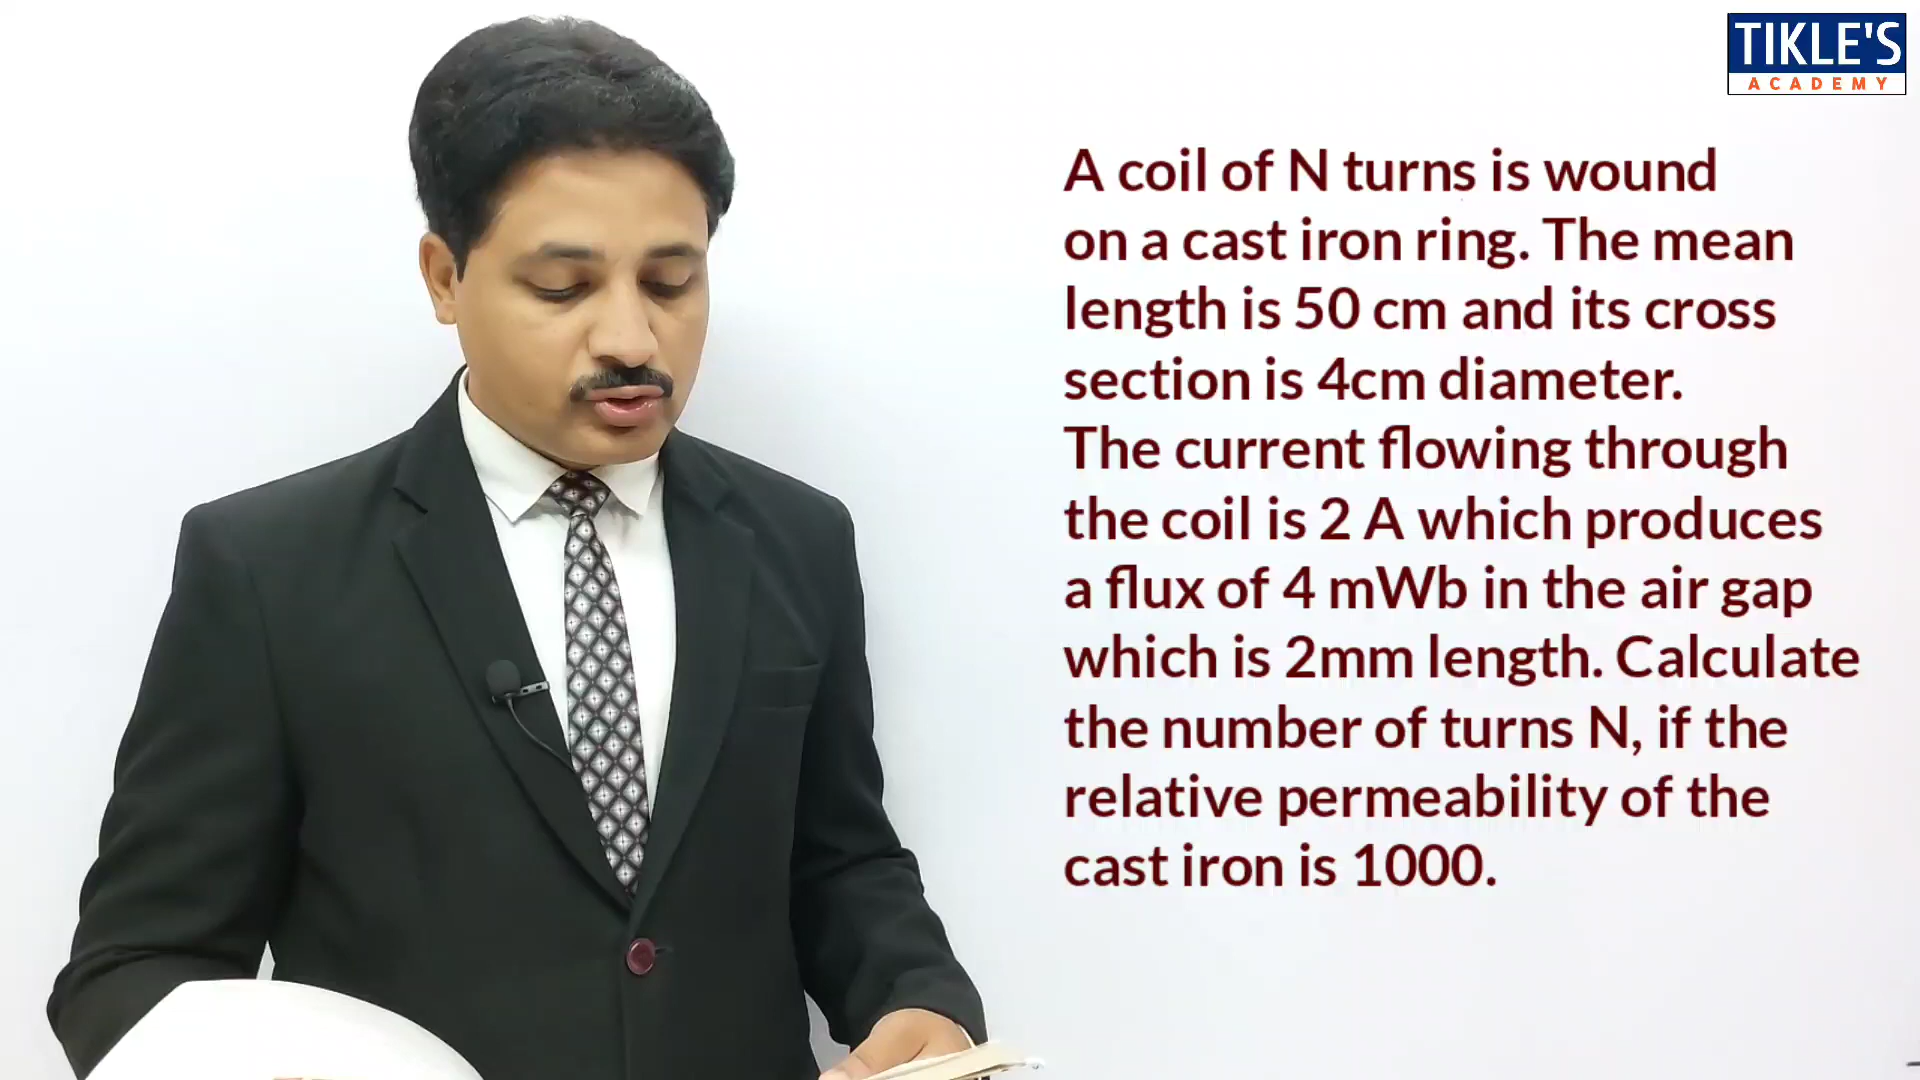 TIKLE'S
ACADEMY
A coil of N turns is wound
on a cast iron ring. The mean
length is 50 cm and its cross
section is 4cm diameter.
The current flowing through
the coil is 2 A which produces
a flux of 4 mWb in the air gap
which is 2mm length. Calculate
the number of turns N, if the
relative permeability of the
cast iron is 1000.